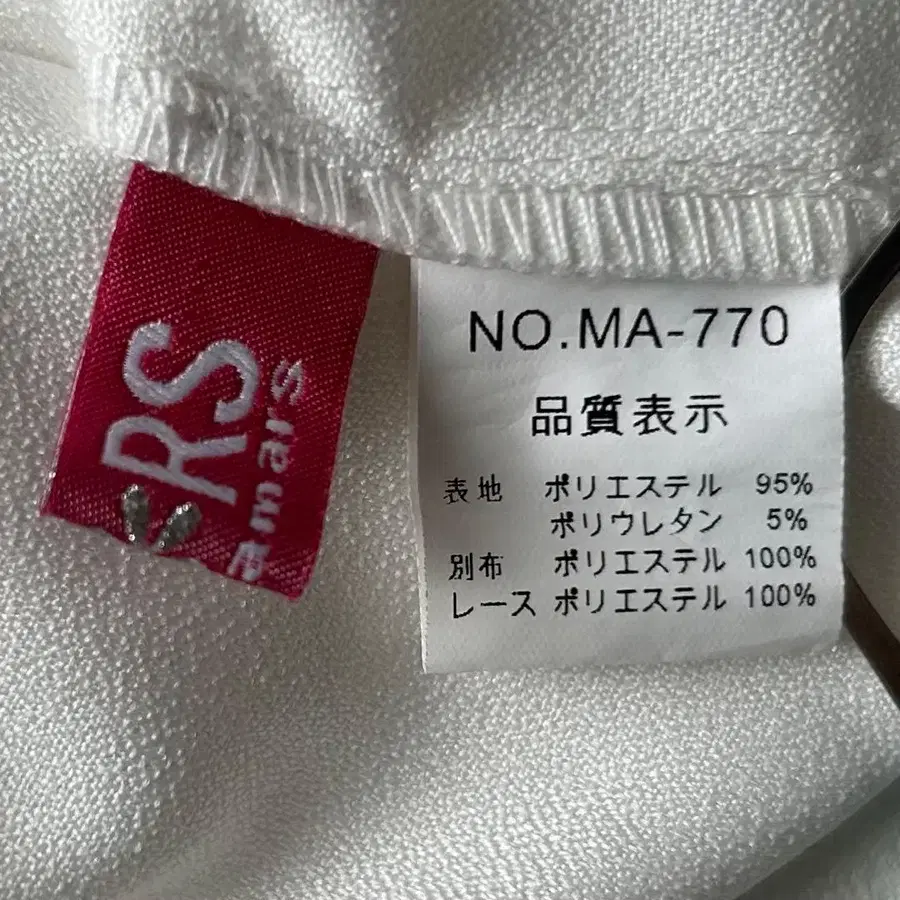 RS
amars
NO.MA-770
品質表示
表地 ポリエステル 95%
ポリウレタン 5%
別布 ポリエステル 100%
レース ポリエステル 100%